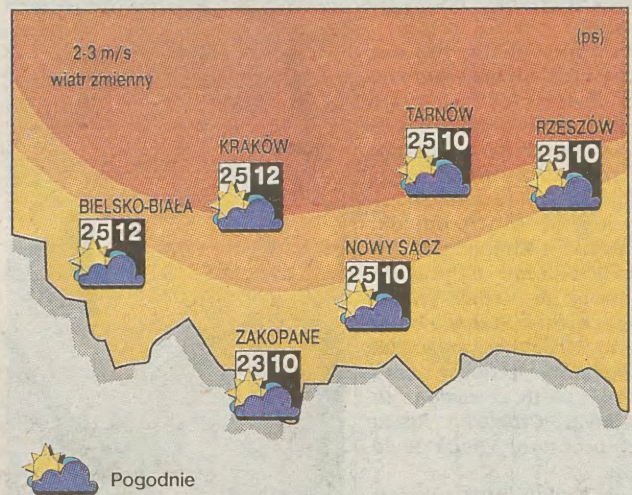 2-3 m/s
wiatr zmienny
(ps)
TARNÓW
25 10
RZESZÓW
25 10
KRAKÓW
25 12
BIELSKO-BIAŁA
25 12
NOWY SĄCZ
25 10
ZAKOPANE
23 10
Pogodnie